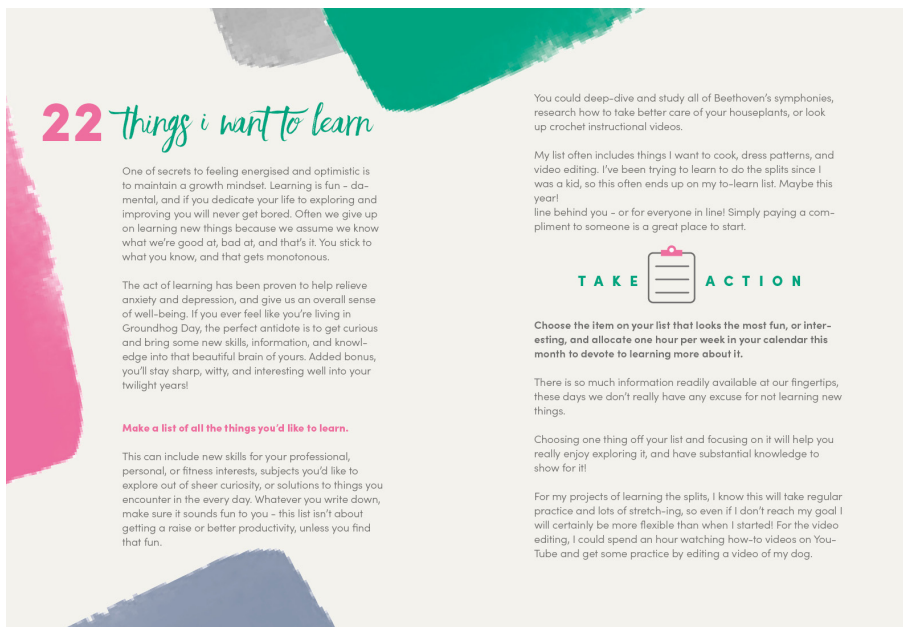 22 things i want to learn
One of secrets to feeling energised and optimistic is
to maintain a growth mindset. Learning is fun - da-
mental, and if you dedicate your life to exploring and
improving you will never get bored. Often we give up
on learning new things because we assume we know
what we're good at, bad at, and that's it. You stick to
what you know, and that gets monotonous.
The act of learning has been proven to help relieve
anxiety and depression, and give us an overall sense
of well-being. If you ever feel like you're living in
Groundhog Day, the perfect antidote is to get curious
and bring some new skills, information, and knowl-
edge into that beautiful brain of yours. Added bonus,
you'll stay sharp, witty, and interesting well into your
twilight years!
Make a list of all the things you'd like to learn.
This can include new skills for your professional,
personal, or fitness interests, subjects you'd like to
explore out of sheer curiosity, or solutions to things you
encounter in the every day. Whatever you write down,
make sure it sounds fun to you - this list isn't about
getting a raise or better productivity, unless you find
that fun.
You could deep-dive and study all of Beethoven's symphonies,
research how to take better care of your houseplants, or look
up crochet instructional videos.
My list often includes things I want to cook, dress patterns, and
video editing. I've been trying to learn to do the splits since I
was a kid, so this often ends up on my to-learn list. Maybe this
year!
line behind you - or for everyone in line! Simply paying a com-
pliment to someone is a great place to start.
TAKE ACTION
Choose the item on your list that looks the most fun, or inter-
esting, and allocate one hour per week in your calendar this
month to devote to learning more about it.
There is so much information readily available at our fingertips,
these days we don't really have any excuse for not learning new
things.
Choosing one thing off your list and focusing on it will help you
really enjoy exploring it, and have substantial knowledge to
show for it!
For my projects of learning the splits, I know this will take regular
practice and lots of stretch-ing, so even if I don't reach my goal I
will certainly be more flexible than when I started! For the video
editing, I could spend an hour watching how-to videos on You-
Tube and get some practice by editing a video of my dog.